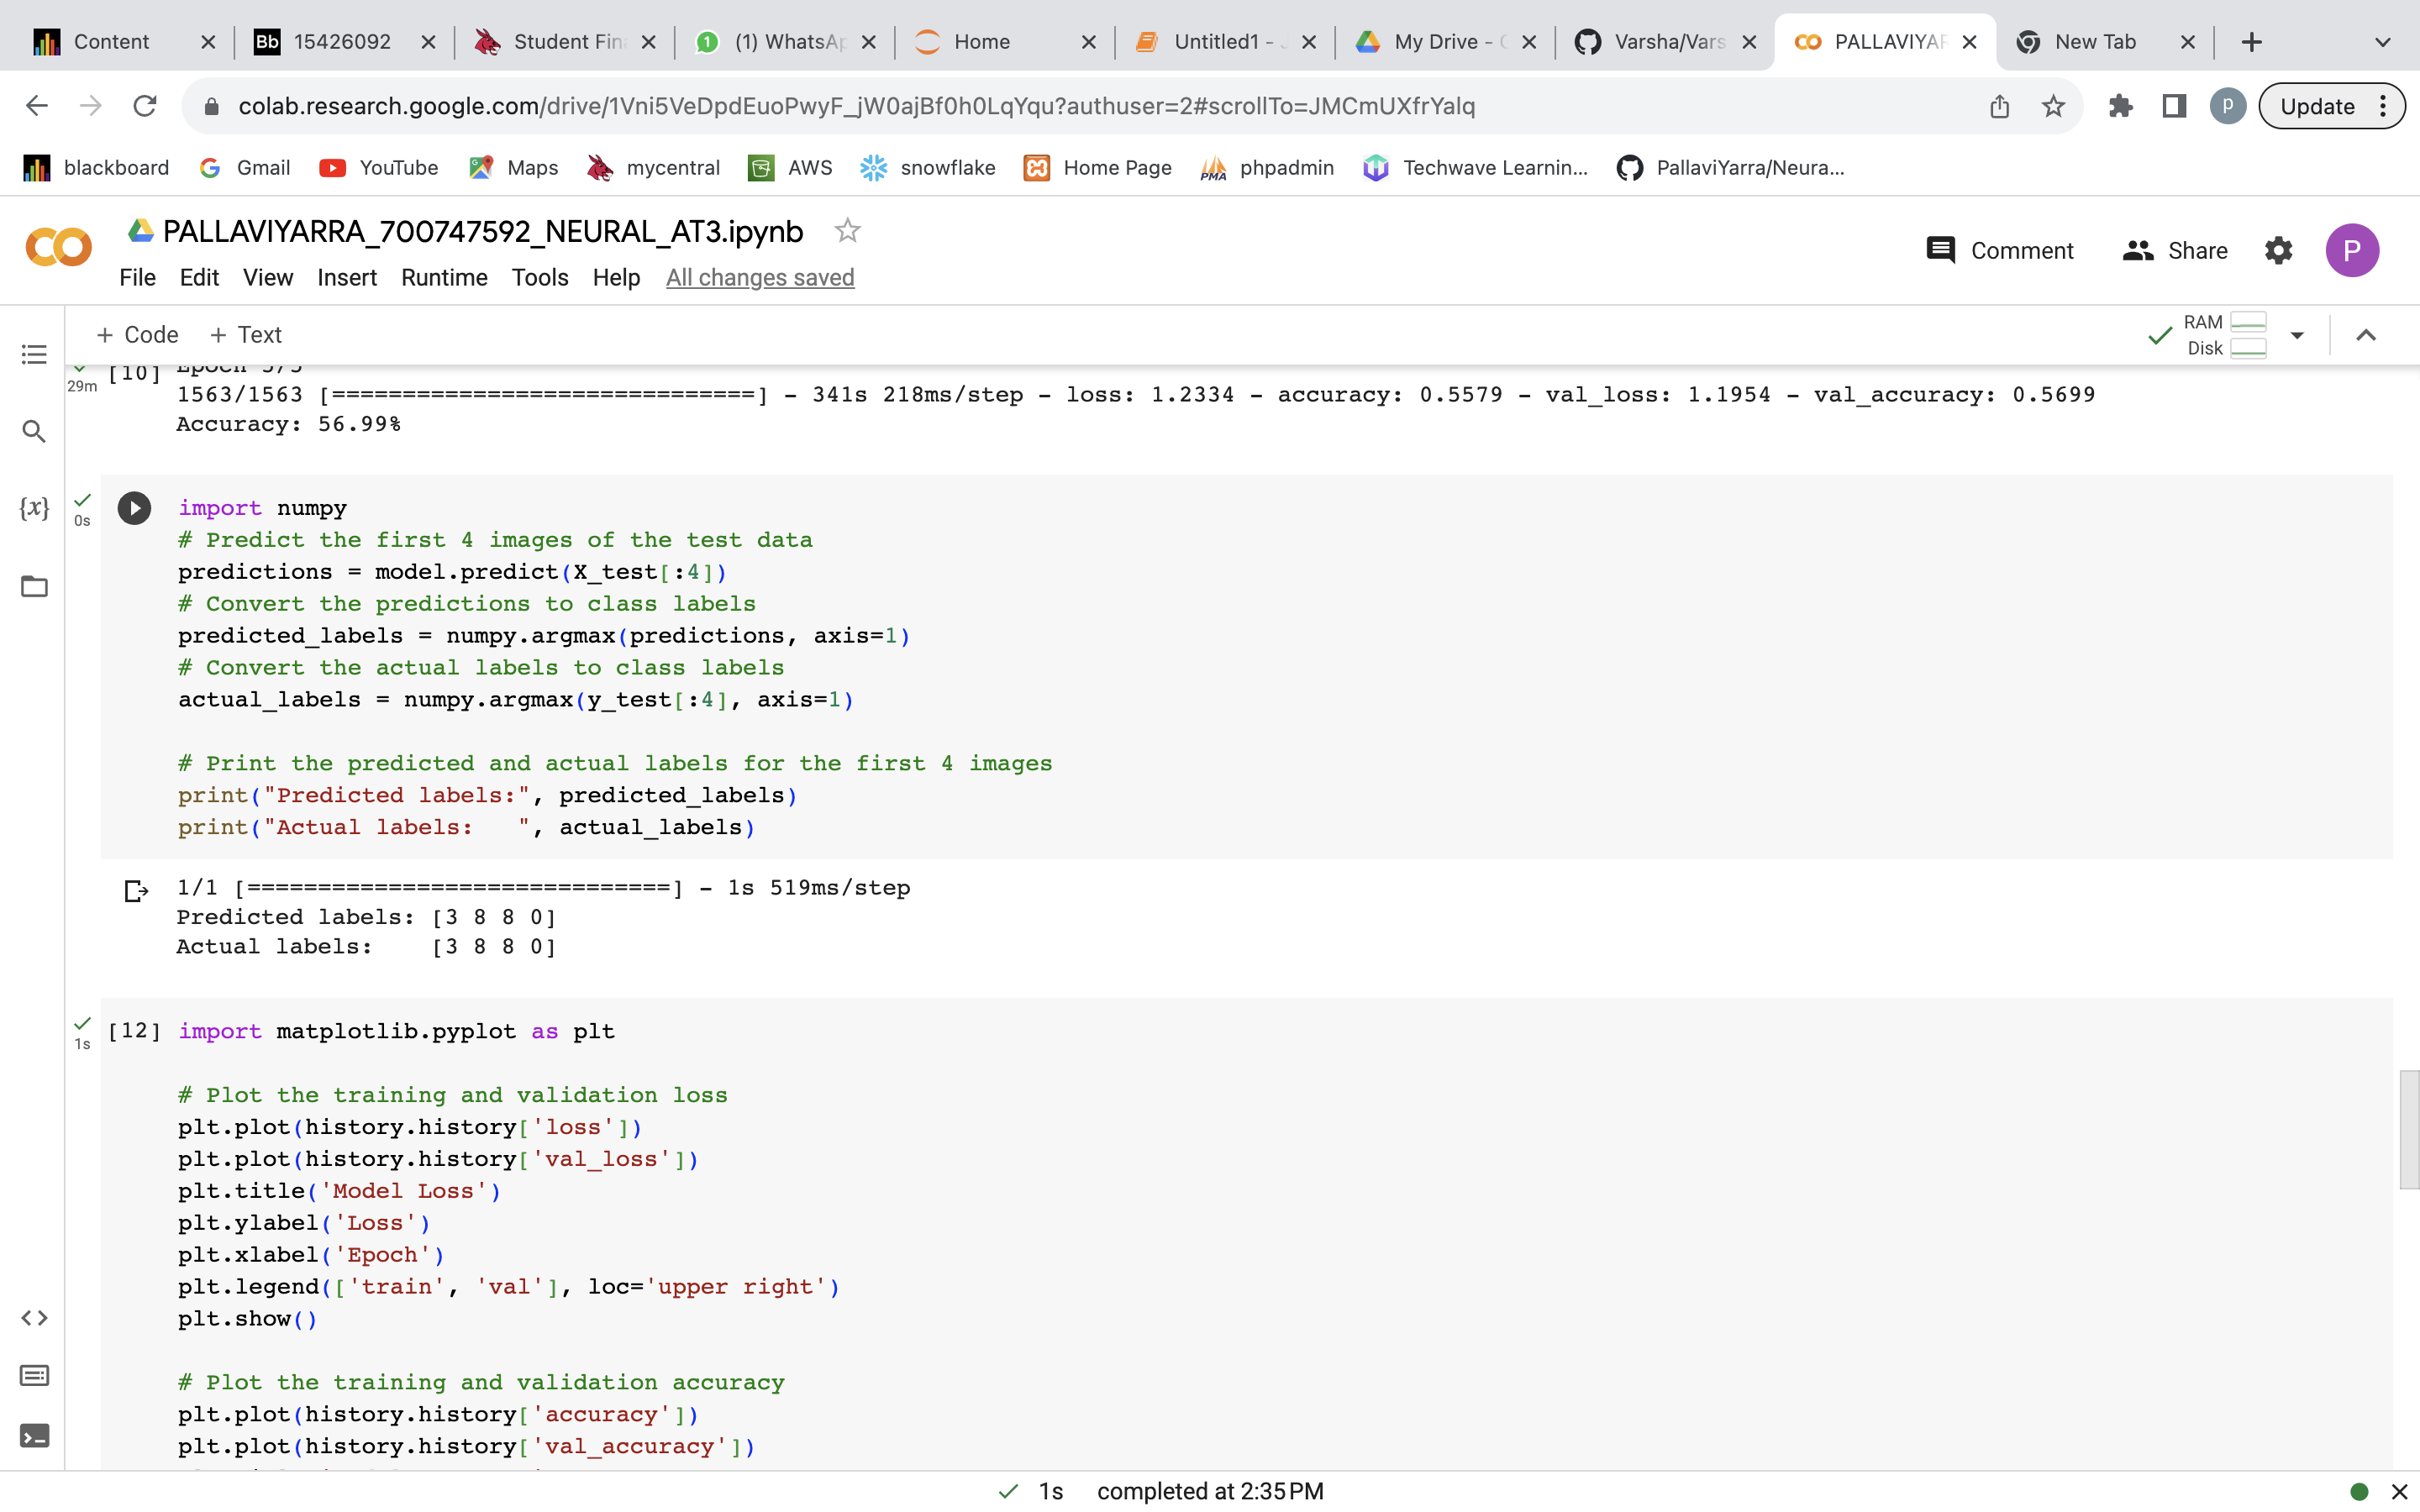 Content
Bb 15426092
Student Fin
1 (1) WhatsAp
Home
Untitled1 -
My Drive -
Varsha/Vars
PALLAVIYAR
New Tab
colab.research.google.com/drive/1Vni5VeDpdEuoPwyF_jW0ajBf0h0LqYqu?authuser=2#scrollTo=JMCmUXfrYalq
p
Update
blackboard
Gmail
YouTube
Maps
mycentral
AWS
snowflake
Home Page
PMA phpadmin
Techwave Learnin...
PallaviYarra/Neura...
PALLAVIYARRA_700747592_NEURAL_AT3.ipynb
Comment
Share
P
File Edit View Insert Runtime Tools Help All changes saved
+ Code + Text
RAM
Disk
29m
[10] Epoch 5/5
1563/1563 [==============================] - 341s 218ms/step - loss: 1.2334 - accuracy: 0.5579 - val_loss: 1.1954 - val_accuracy: 0.5699
Accuracy: 56.99%
{x}
0s
import numpy
# Predict the first 4 images of the test data
predictions = model.predict(X_test[:4])
# Convert the predictions to class labels
predicted_labels = numpy.argmax(predictions, axis=1)
# Convert the actual labels to class labels
actual_labels = numpy.argmax(y_test[:4], axis=1)
# Print the predicted and actual labels for the first 4 images
print("Predicted labels:", predicted_labels)
print("Actual labels:   ", actual_labels)
1/1 [==============================] - 1s 519ms/step
Predicted labels: [3 8 8 0]
Actual labels:    [3 8 8 0]
1s
[12] import matplotlib.pyplot as plt
# Plot the training and validation loss
plt.plot(history.history['loss'])
plt.plot(history.history['val_loss'])
plt.title('Model Loss')
plt.ylabel('Loss')
plt.xlabel('Epoch')
plt.legend(['train', 'val'], loc='upper right')
plt.show()
# Plot the training and validation accuracy
plt.plot(history.history['accuracy'])
plt.plot(history.history['val_accuracy'])
1s completed at 2:35 PM